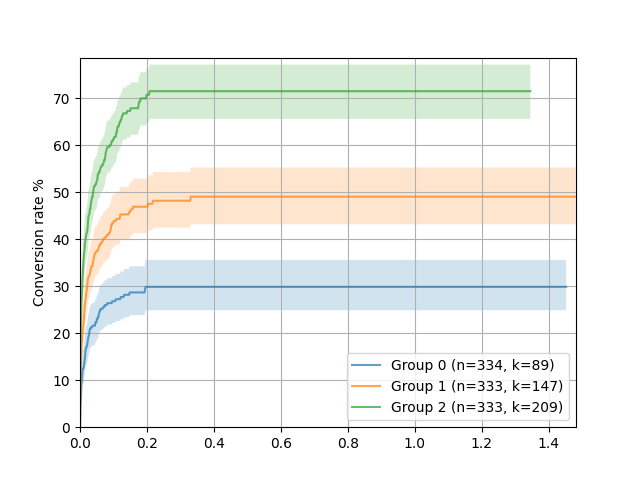 70
60
50
40
30
20
10
0
Conversion rate %
0.0 0.2 0.4 0.6 0.8 1.0 1.2 1.4
Group 0 (n=334, k=89)
Group 1 (n=333, k=147)
Group 2 (n=333, k=209)